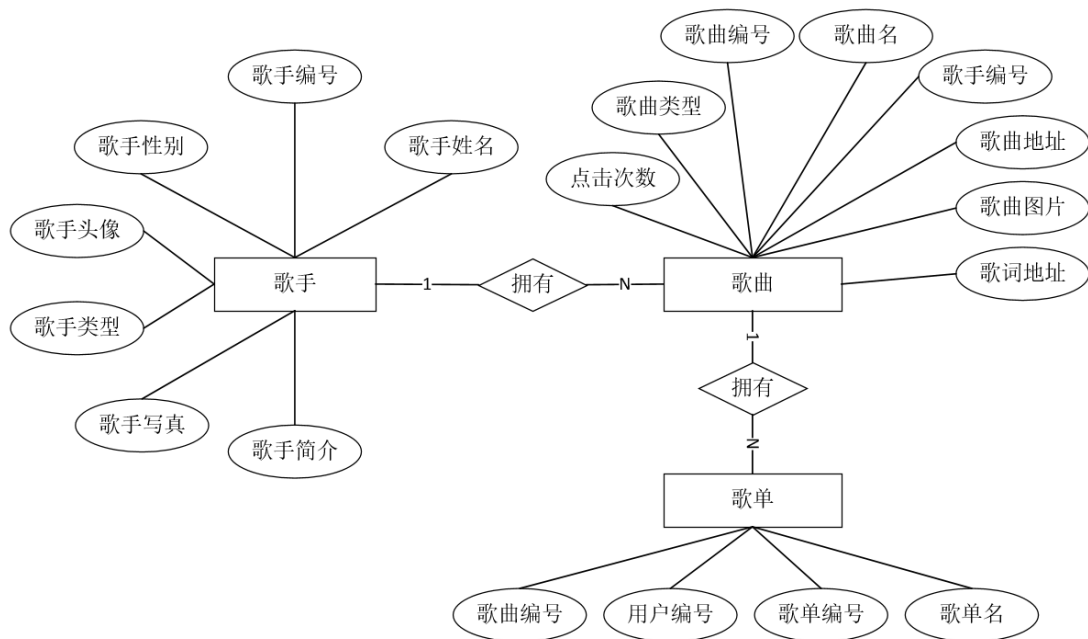 歌手编号
歌手性别
歌手姓名
歌手头像
歌手类型
歌手写真
歌手简介
歌手
1
拥有
N
歌曲编号
歌曲名
歌手编号
歌曲类型
歌曲地址
点击次数
歌曲图片
歌词地址
歌曲
1
拥有
N
歌单
歌曲编号
用户编号
歌单编号
歌单名